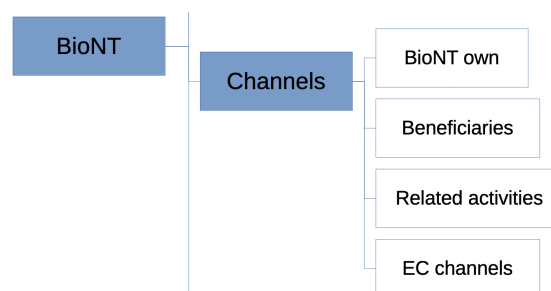 BioNT
Channels
BioNT own
Beneficiaries
Related activities
EC channels